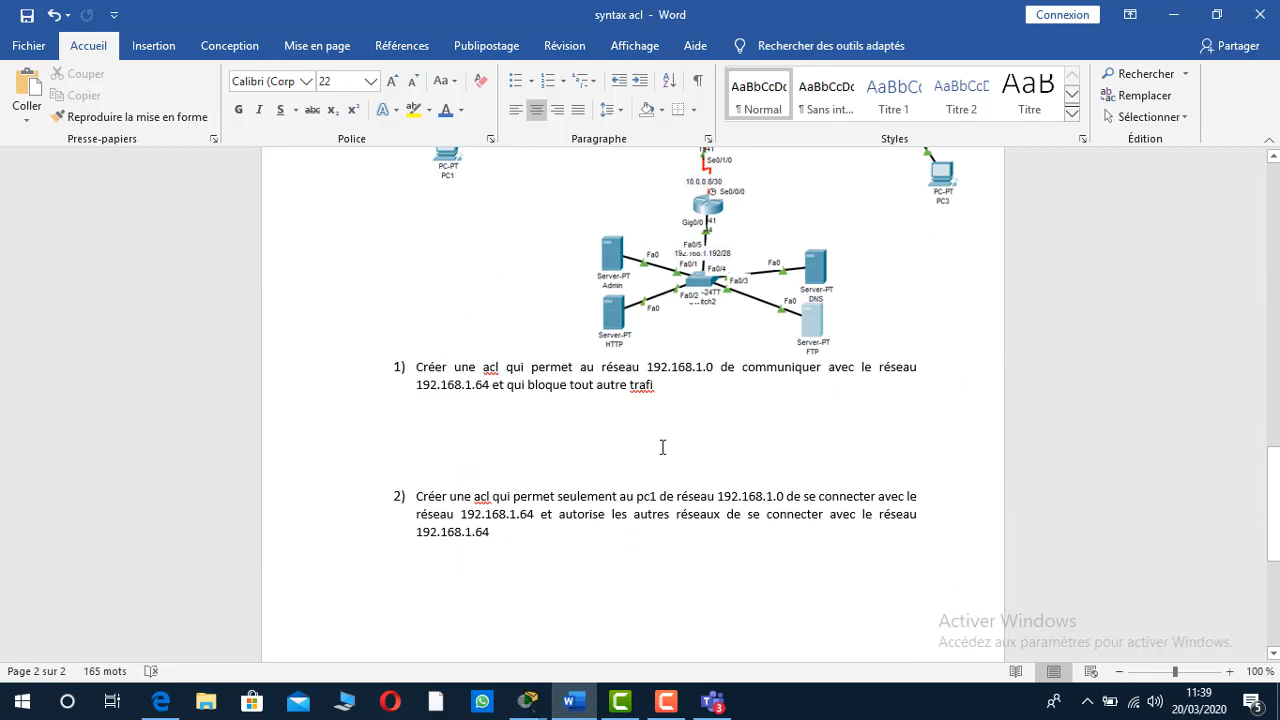 syntax acl - Word
Connexion
Fichier Accueil Insertion Conception Mise en page Références Publipostage Révision Affichage Aide Rechercher des outils adaptés Partager
Coller
Couper
Copier
Reproduire la mise en forme
Presse-papiers
Calibri (Corp 22
Police
Paragraphe
AaBbCcDc AaBbCcDc AaBbCcC AaBbCcD AaB
¶ Normal ¶ Sans int... Titre 1 Titre 2 Titre
Styles
Rechercher
Remplacer
Sélectionner
Édition
PC-PT
PC1
Se0/1/0
10.0.0.8/30
Se0/0/0
Gig0/0
PC-PT
PC3
Fa0/5
192.168.1.192/28
Fa0 Fa0/1 Fa0/4 Fa0
Server-PT
Admin
Fa0/2 Fa0/3
Server-PT
DNS
Fa0 Fa0
Server-PT
HTTP
Server-PT
FTP
1) Créer une acl qui permet au réseau 192.168.1.0 de communiquer avec le réseau
192.168.1.64 et qui bloque tout autre trafi
2) Créer une acl qui permet seulement au pc1 de réseau 192.168.1.0 de se connecter avec le
réseau 192.168.1.64 et autorise les autres réseaux de se connecter avec le réseau
192.168.1.64
Activer Windows
Accédez aux paramètres pour activer Windows.
Page 2 sur 2 165 mots
100 %
11:39
20/03/2020
3
5